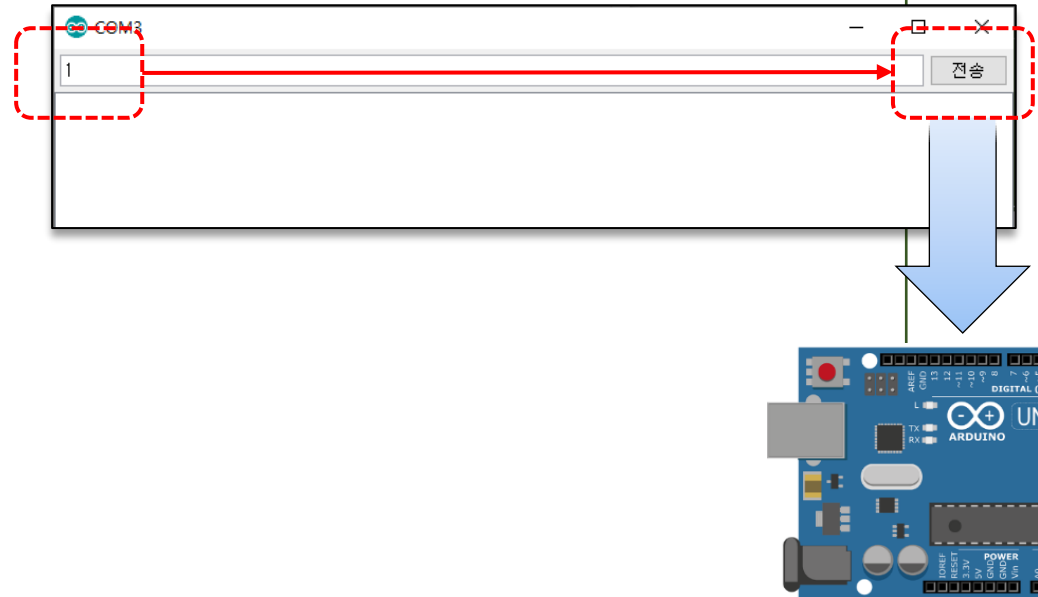 COM3
1
전송
AREF
GND
13
12
~11
~10
~9
8
7
~6
DIGITAL (
L
TX
RX
ARDUINO
UN
IOREF
RESET
3.3V
5V
GND
GND
Vin
POWER
A0